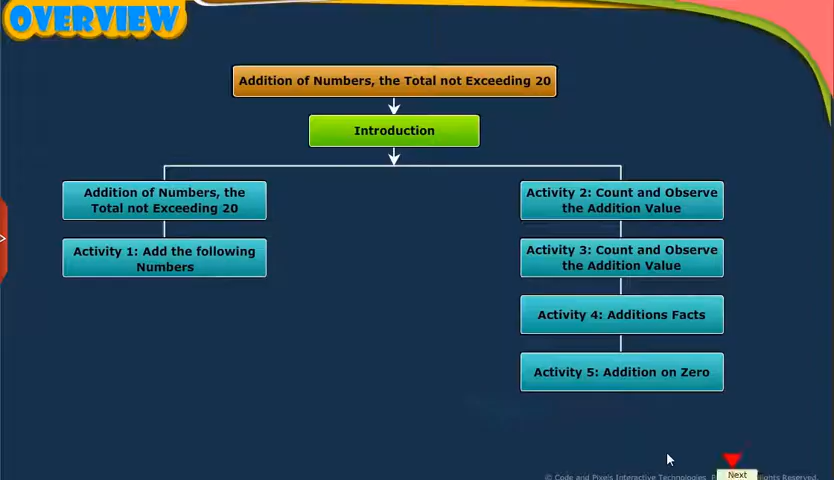 OVERVIEW
Addition of Numbers, the Total not Exceeding 20
Introduction
Addition of Numbers, the
Total not Exceeding 20
Activity 1: Add the following
Numbers
Activity 2: Count and Observe
the Addition Value
Activity 3: Count and Observe
the Addition Value
Activity 4: Additions Facts
Activity 5: Addition on Zero
Next
© Code and Pixels Interactive Technologies. Rights Reserved.